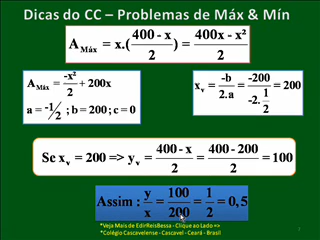 Dicas do CC – Problemas de Máx & Mín
A Máx = x.(400 - x / 2) = 400x - x² / 2
A Máx = -x² / 2 + 200x
a = -1/2 ; b = 200 ; c = 0
x v = -b / 2.a = -200 / -2. 1/2 = 200
Se x v = 200 => y v = 400 - x / 2 = 400 - 200 / 2 = 100
Assim : y / x = 100 / 200 = 1 / 2 = 0,5
*Veja Mais de EdirReisBessa - Clique ao Lado =>
*Colégio Cascavelense - Cascavel - Ceará - Brasil